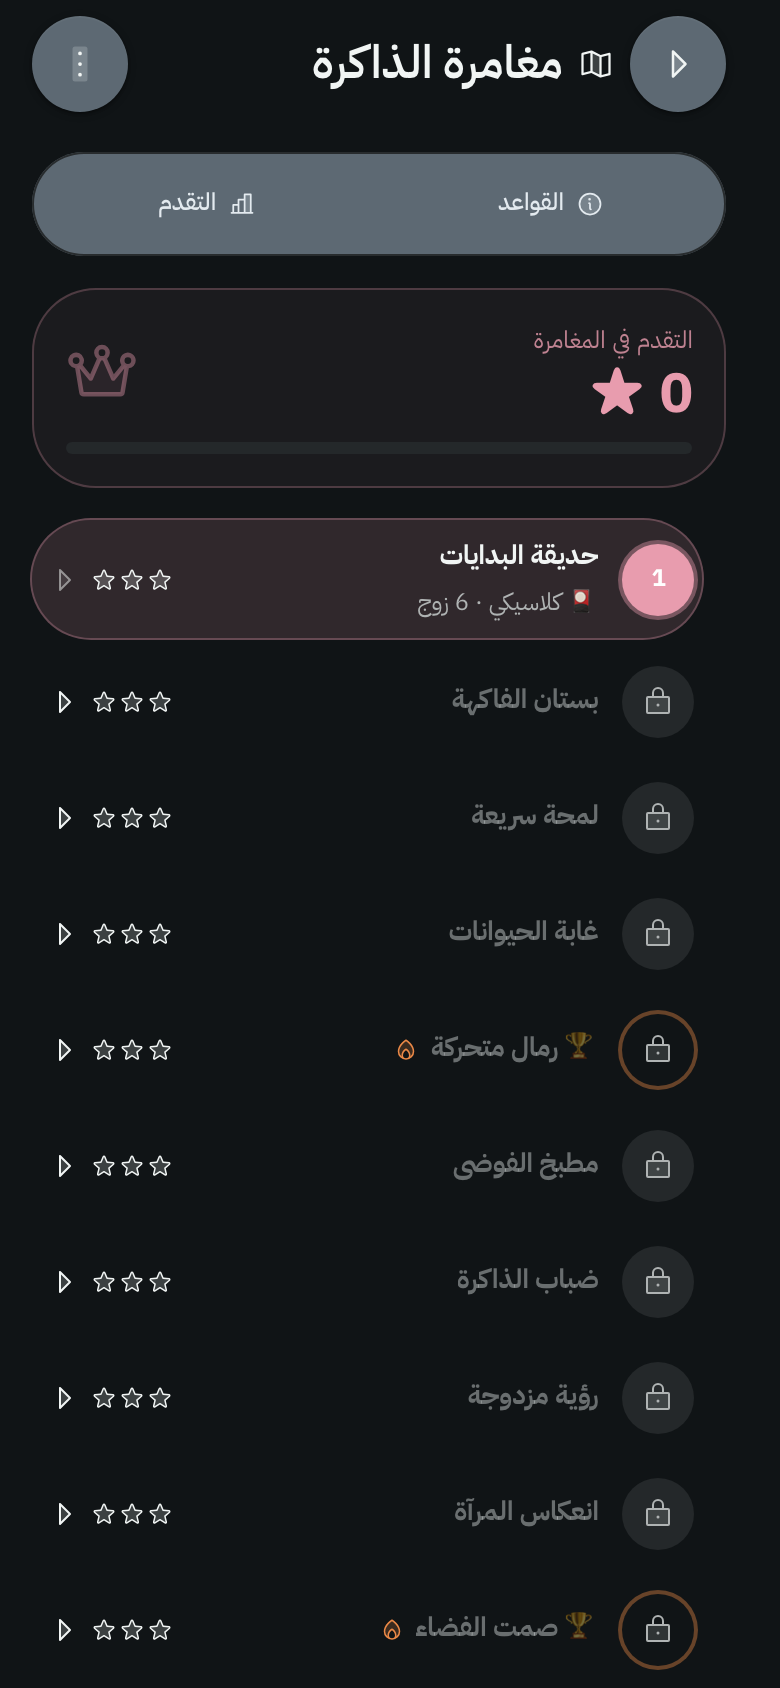 مغامرة الذاكرة
القواعد
التقدم
التقدم في المغامرة
0
1
حديقة البدايات
كلاسيكي · 6 زوج
بستان الفاكهة
لمحة سريعة
غابة الحيوانات
رمال متحركة
مطبخ الفوضى
ضباب الذاكرة
رؤية مزدوجة
انعكاس المرآة
صمت الفضاء